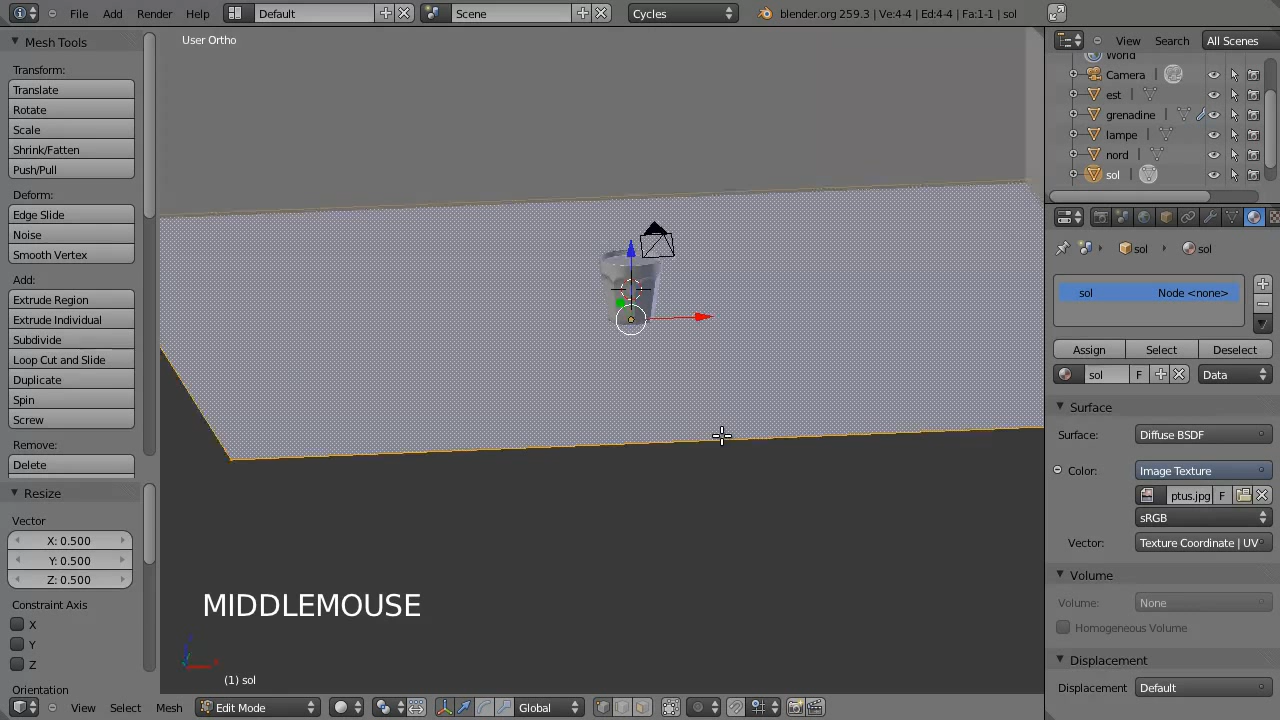 File Add Render Help Default Scene Cycles blender.org 259.3 | Ve:4-4 | Ed:4-4 | Fa:1-1 | sol
Mesh Tools
Transform:
Translate
Rotate
Scale
Shrink/Fatten
Push/Pull
Deform:
Edge Slide
Noise
Smooth Vertex
Add:
Extrude Region
Extrude Individual
Subdivide
Loop Cut and Slide
Duplicate
Spin
Screw
Remove:
Delete
Resize
Vector
X: 0.500
Y: 0.500
Z: 0.500
Constraint Axis
X
Y
Z
Orientation
User Ortho
MIDDLEMOUSE
(1) sol
View Select Mesh Edit Mode Global
View Search All Scenes
World
Camera
est
grenadine
lampe
nord
sol
sol sol
sol Node <none>
Assign Select Deselect
sol F Data
Surface
Surface: Diffuse BSDF
Color: Image Texture
ptus.jpg F
sRGB
Vector: Texture Coordinate | UV
Volume
Volume: None
Homogeneous Volume
Displacement
Displacement Default